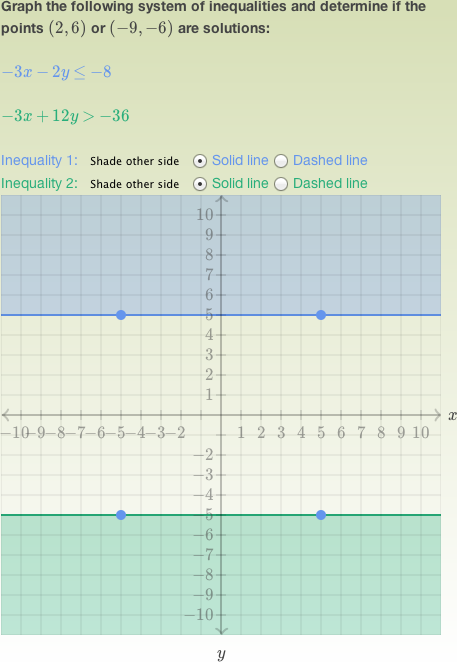 Graph the following system of inequalities and determine if the
points (2, 6) or (−9, −6) are solutions:
−3x − 2y ≤ −8
−3x + 12y > −36
Inequality 1: Shade other side Solid line Dashed line
Inequality 2: Shade other side Solid line Dashed line
10
9
8
7
6
5
4
3
2
1
−10 −9 −8 −7 −6 −5 −4 −3 −2 1 2 3 4 5 6 7 8 9 10 x
−2
−3
−4
−5
−6
−7
−8
−9
−10
y